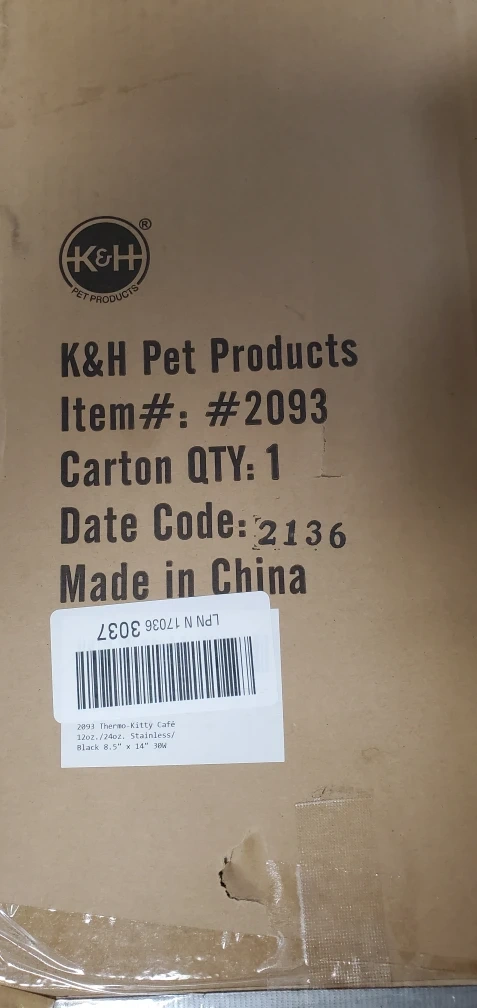 K&H
®
PET PRODUCTS
K&H Pet Products
Item#: #2093
Carton QTY: 1
Date Code: 2136
Made in China
LPN N 17036 3037
2093 Thermo-Kitty Café
12oz./24oz. Stainless/
Black 8.5" x 14" 30W